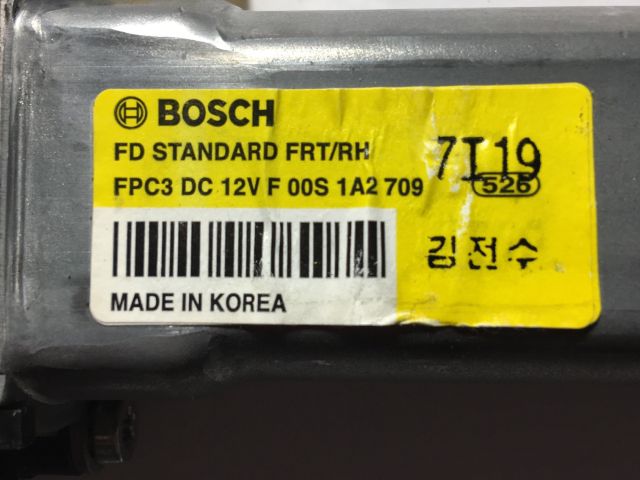 BOSCH
FD STANDARD FRT/RH
FPC3 DC 12V F 00S 1A2 709
7I19
526
김전수
MADE IN KOREA